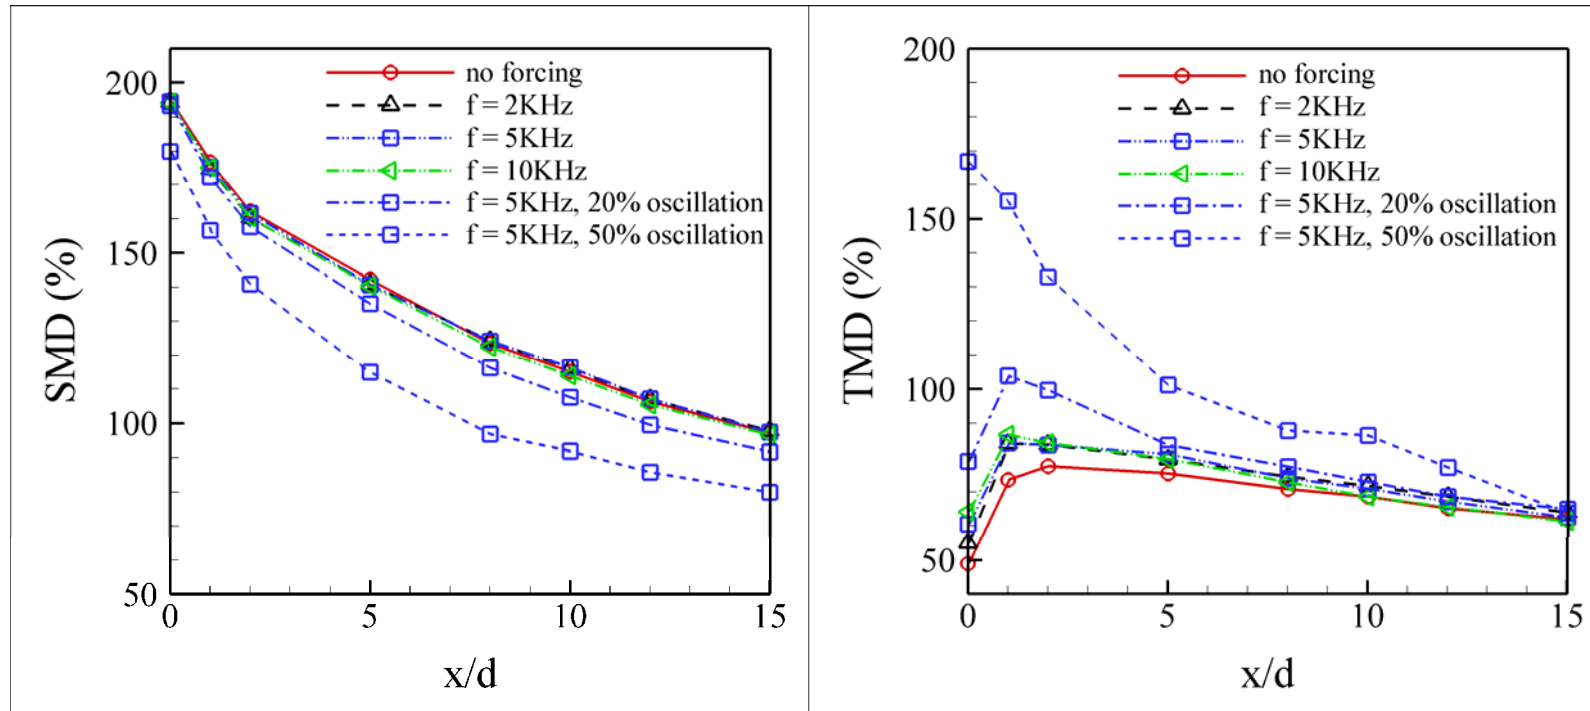 SMD (%)
200
150
100
50
no forcing
f = 2KHz
f = 5KHz
f = 10KHz
f = 5KHz, 20% oscillation
f = 5KHz, 50% oscillation
0
5
10
15
x/d
TMD (%)
200
150
100
50
no forcing
f = 2KHz
f = 5KHz
f = 10KHz
f = 5KHz, 20% oscillation
f = 5KHz, 50% oscillation
0
5
10
15
x/d